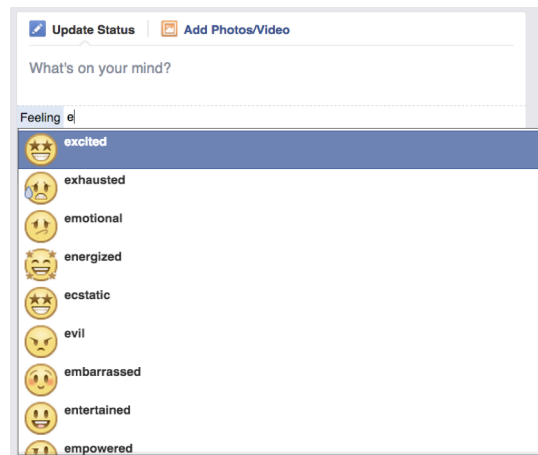 Update Status Add Photos/Video
What's on your mind?
Feeling e
excited
exhausted
emotional
energized
ecstatic
evil
embarrassed
entertained
empowered